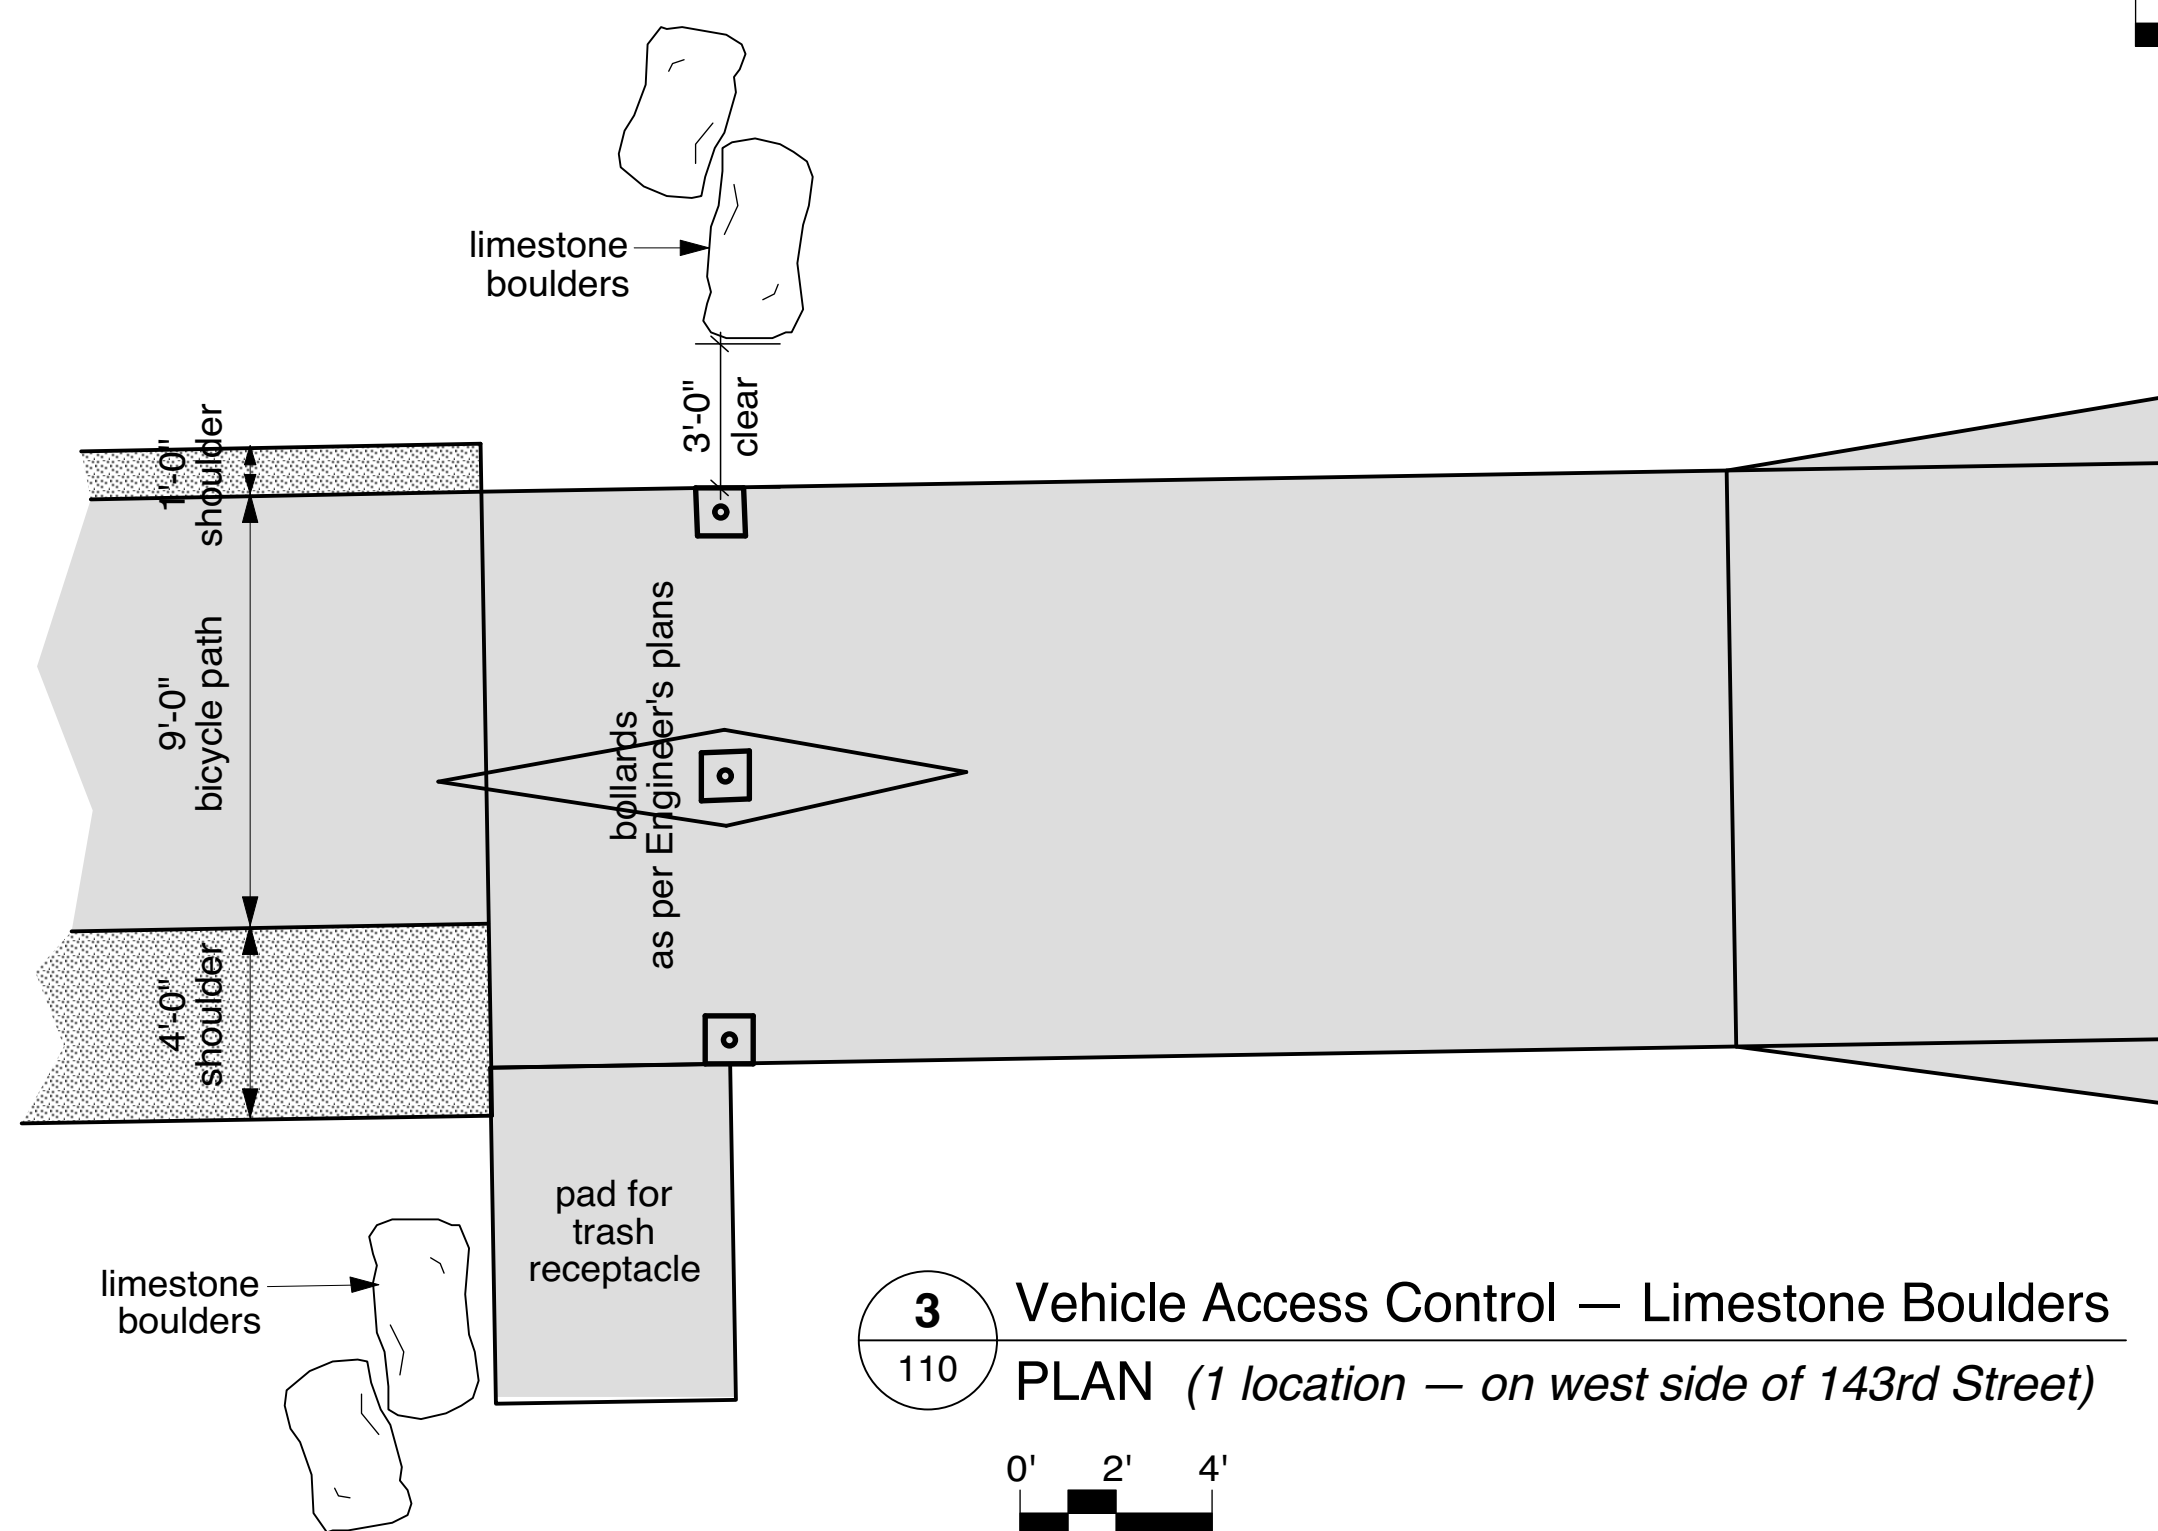 limestone
boulders
3'-0"
clear
1'-0"
shoulder
9'-0"
bicycle path
4'-0"
shoulder
bollards
as per Engineer's plans
pad for
trash
receptacle
limestone
boulders
3
110
Vehicle Access Control — Limestone Boulders
PLAN (1 location — on west side of 143rd Street)
0' 2' 4'